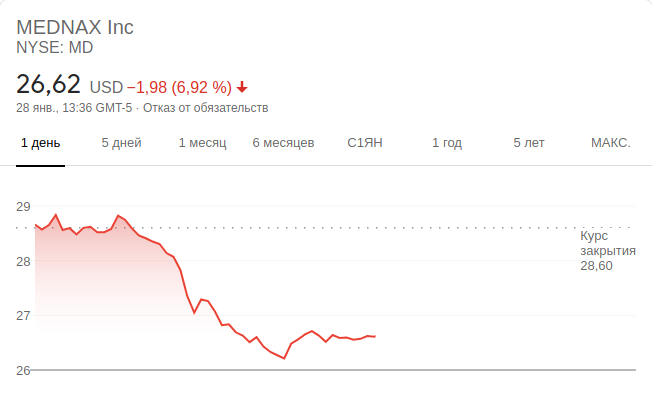 MEDNAX Inc
NYSE: MD
26,62 USD −1,98 (6,92 %)
28 янв., 13:36 GMT-5 · Отказ от обязательств
1 день 5 дней 1 месяц 6 месяцев С1ЯН 1 год 5 лет МАКС.
29
Курс
закрытия
28,60
28
27
26